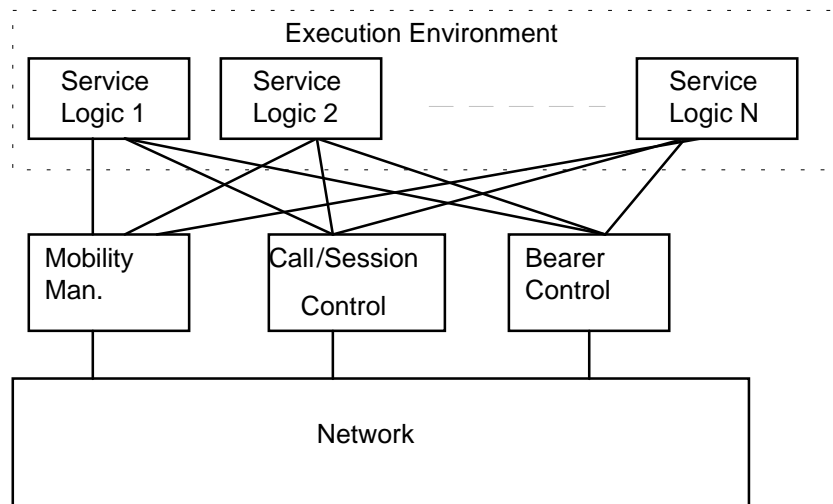 Execution Environment
Service
Logic 1
Service
Logic 2
Service
Logic N
Mobility
Man.
Call/Session
Control
Bearer
Control
Network